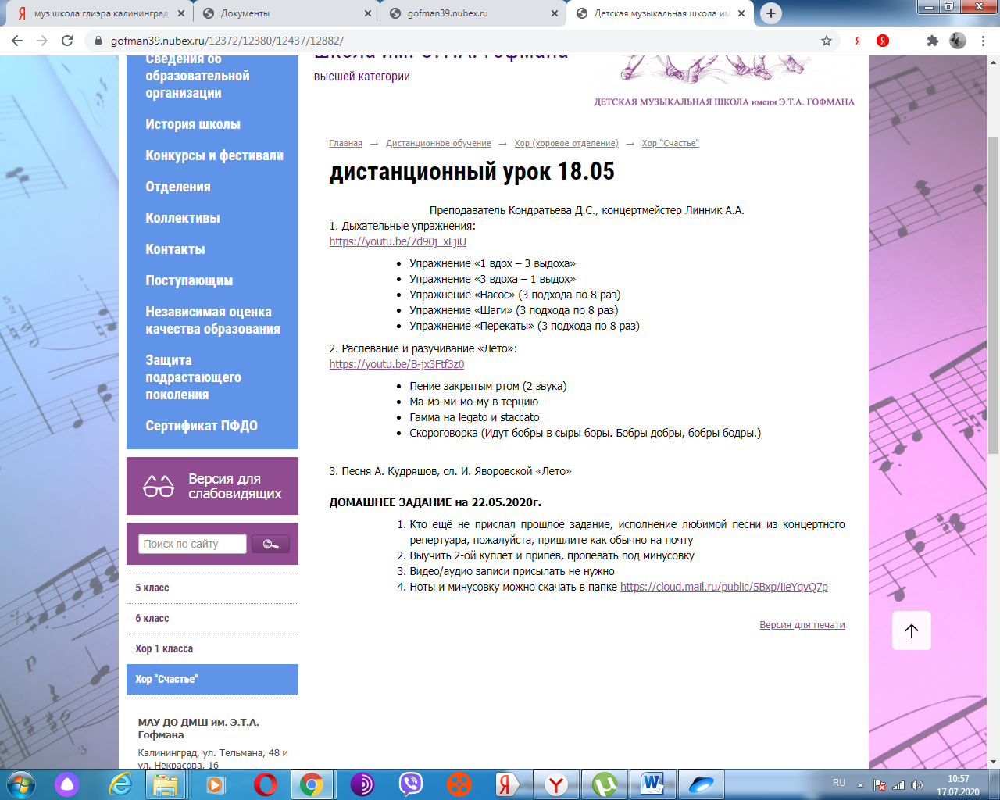 муз школа глиэра калининград
Документы
gofman39.nubex.ru
Детская музыкальная школа им
gofman39.nubex.ru/12372/12380/12437/12882/
Сведения об
образовательной
организации
История школы
Конкурсы и фестивали
Отделения
Коллективы
Контакты
Поступающим
Независимая оценка
качества образования
Защита
подрастающего
поколения
Сертификат ПФДО
Версия для
слабовидящих
Поиск по сайту
5 класс
6 класс
Хор 1 класса
Хор "Счастье"
МАУ ДО ДМШ им. Э.Т.А.
Гофмана
Калининград, ул. Тельмана, 48 и
ул. Некрасова, 16
школа им. Э.Т.А. Гофмана
высшей категории
ДЕТСКАЯ МУЗЫКАЛЬНАЯ ШКОЛА имени Э.Т.А. ГОФМАНА
Главная → Дистанционное обучение → Хор (хоровое отделение) → Хор "Счастье"
дистанционный урок 18.05
Преподаватель Кондратьева Д.С., концертмейстер Линник А.А.
1. Дыхательные упражнения:
https://youtu.be/7d90j_xLjiU
• Упражнение «1 вдох – 3 выдоха»
• Упражнение «3 вдоха – 1 выдох»
• Упражнение «Насос» (3 подхода по 8 раз)
• Упражнение «Шаги» (3 подхода по 8 раз)
• Упражнение «Перекаты» (3 подхода по 8 раз)
2. Распевание и разучивание «Лето»:
https://youtu.be/B-jx3Ftf3z0
• Пение закрытым ртом (2 звука)
• Ма-мэ-ми-мо-му в терцию
• Гамма на legato и staccato
• Скороговорка (Идут бобры в сыры боры. Бобры добры, бобры бодры.)
3. Песня А. Кудряшов, сл. И. Яворовской «Лето»
ДОМАШНЕЕ ЗАДАНИЕ на 22.05.2020г.
1. Кто ещё не прислал прошлое задание, исполнение любимой песни из концертного
репертуара, пожалуйста, пришлите как обычно на почту
2. Выучить 2-ой куплет и припев, пропевать под минусовку
3. Видео/аудио записи присылать не нужно
4. Ноты и минусовку можно скачать в папке https://cloud.mail.ru/public/5Bxp/iieYqvQ7p
Версия для печати
RU
10:57
17.07.2020